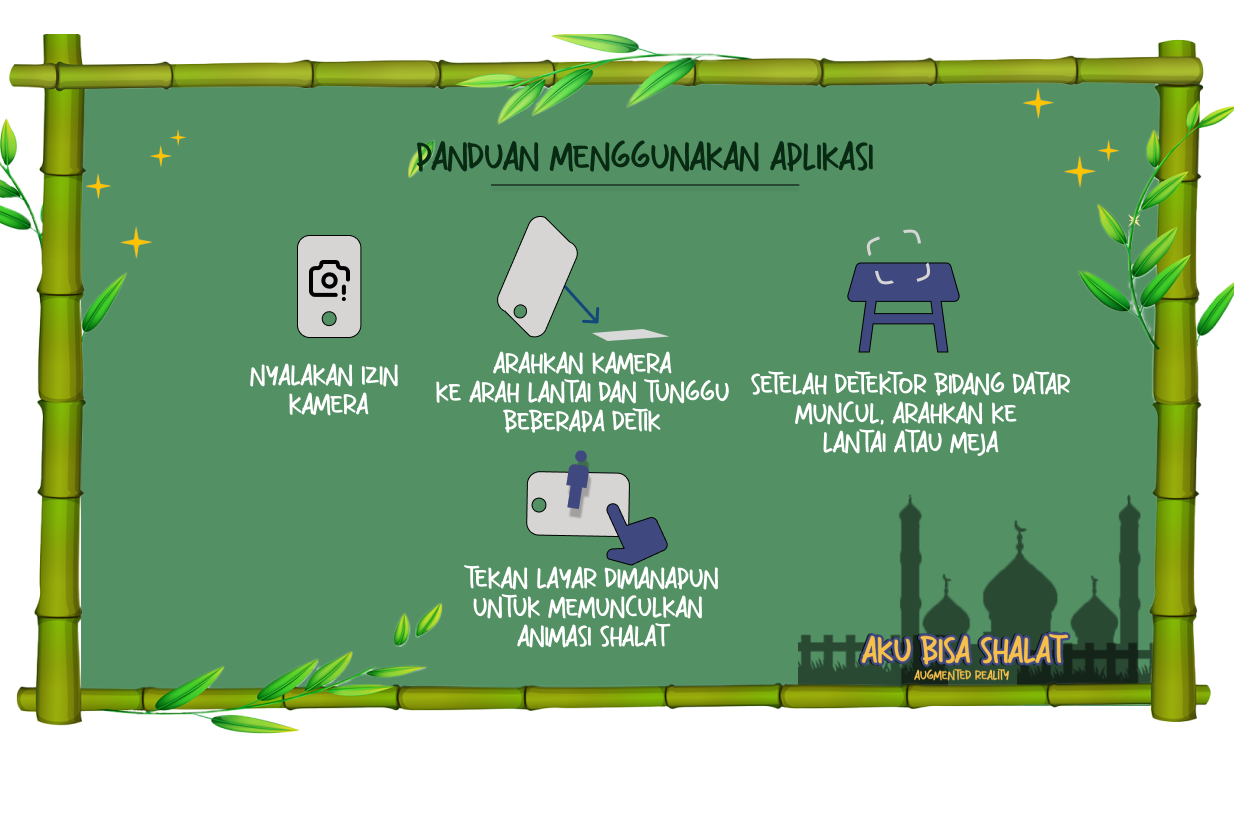 PANDUAN MENGGUNAKAN APLIKASI
NYALAKAN IZIN
KAMERA
ARAHKAN KAMERA
KE ARAH LANTAI DAN TUNGGU
BEBERAPA DETIK
SETELAH DETEKTOR BIDANG DATAR
MUNCUL, ARAHKAN KE
LANTAI ATAU MEJA
TEKAN LAYAR DIMANAPUN
UNTUK MEMUNCULKAN
ANIMASI SHALAT
AKU BISA SHALAT
AUGMENTED REALITY